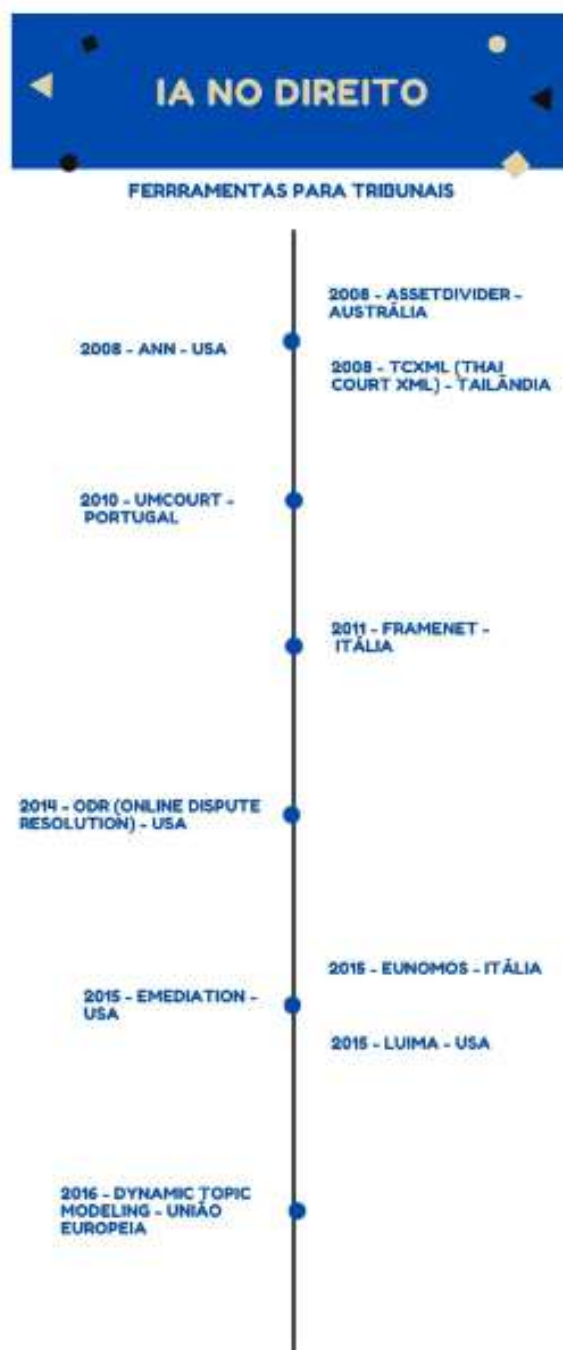 IA NO DIREITO
FERRRAMENTAS PARA TRIBUNAIS
2008 - ASSETDIVIDER -
AUSTRÁLIA
2008 - ANN - USA
2008 - TCXML (THAI
COURT XML) - TAILÂNDIA
2010 - UMCOURT -
PORTUGAL
2011 - FRAMENET -
ITÁLIA
2014 - ODR (ONLINE DISPUTE
RESOLUTION) - USA
2015 - EUNOMOS - ITÁLIA
2015 - EMEDIATION -
USA
2015 - LUIMA - USA
2016 - DYNAMIC TOPIC
MODELING - UNIÃO
EUROPEIA